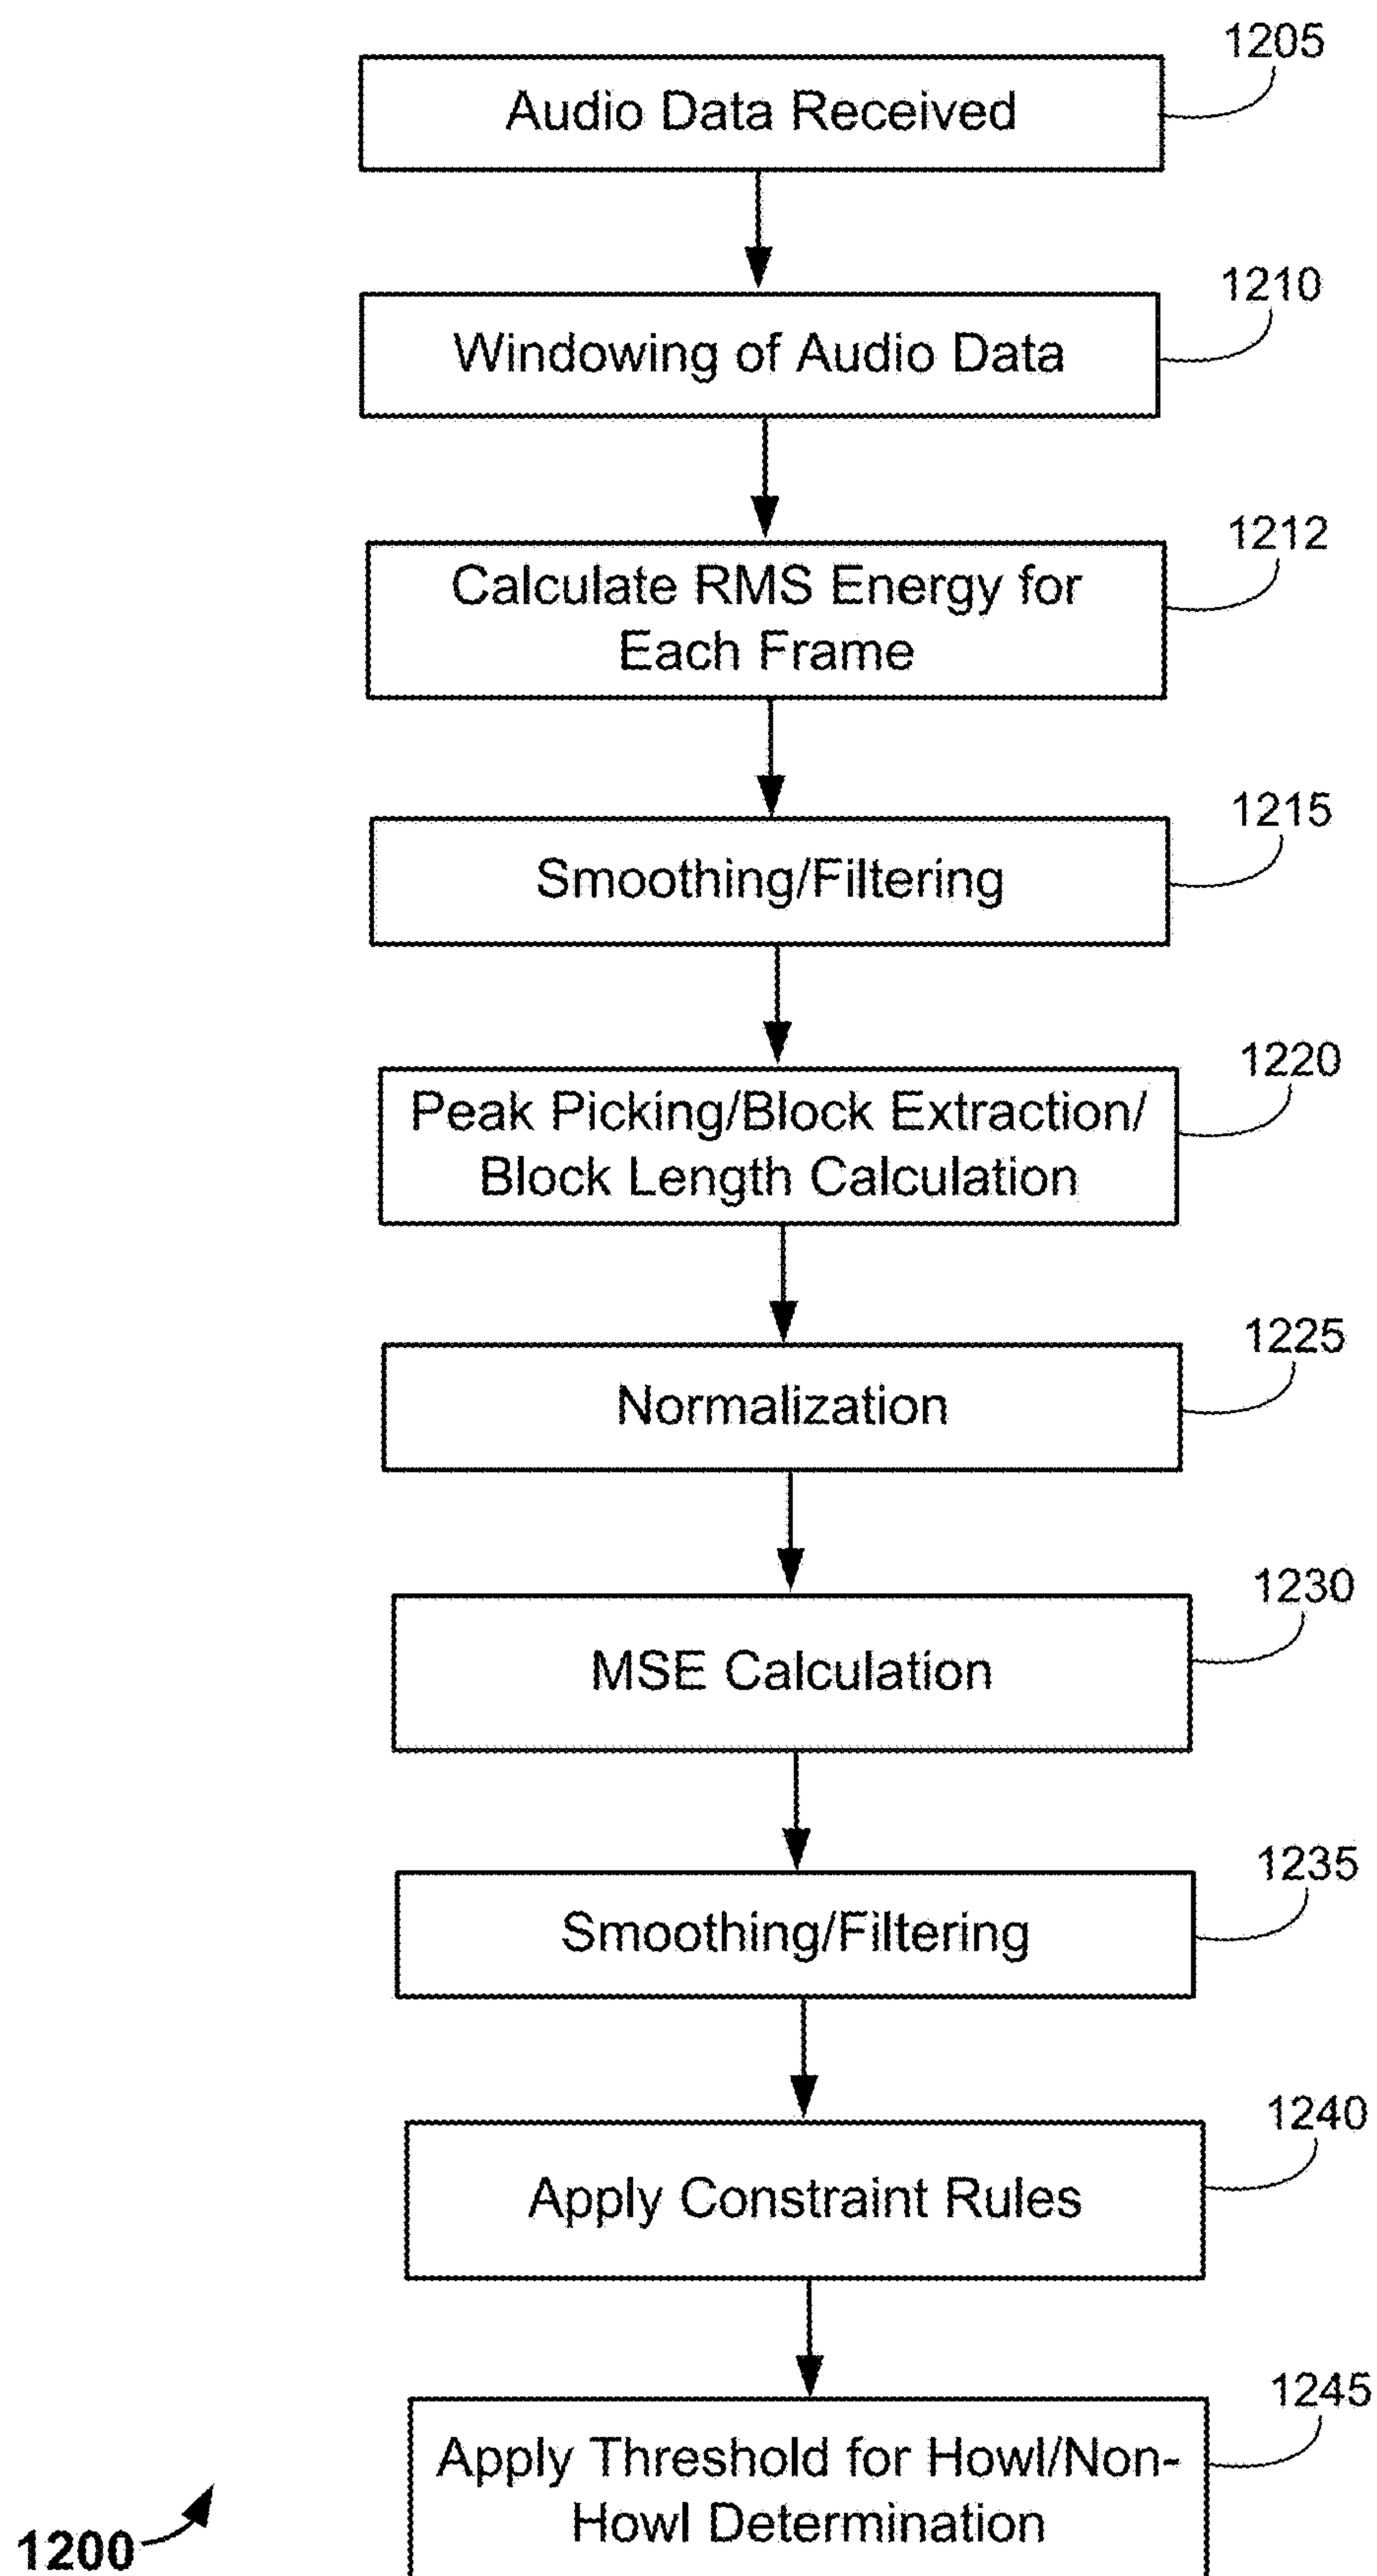 1205
Audio Data Received
1210
Windowing of Audio Data
1212
Calculate RMS Energy for
Each Frame
1215
Smoothing/Filtering
1220
Peak Picking/Block Extraction/
Block Length Calculation
1225
Normalization
1230
MSE Calculation
1235
Smoothing/Filtering
1240
Apply Constraint Rules
1245
Apply Threshold for Howl/Non-
Howl Determination
1200